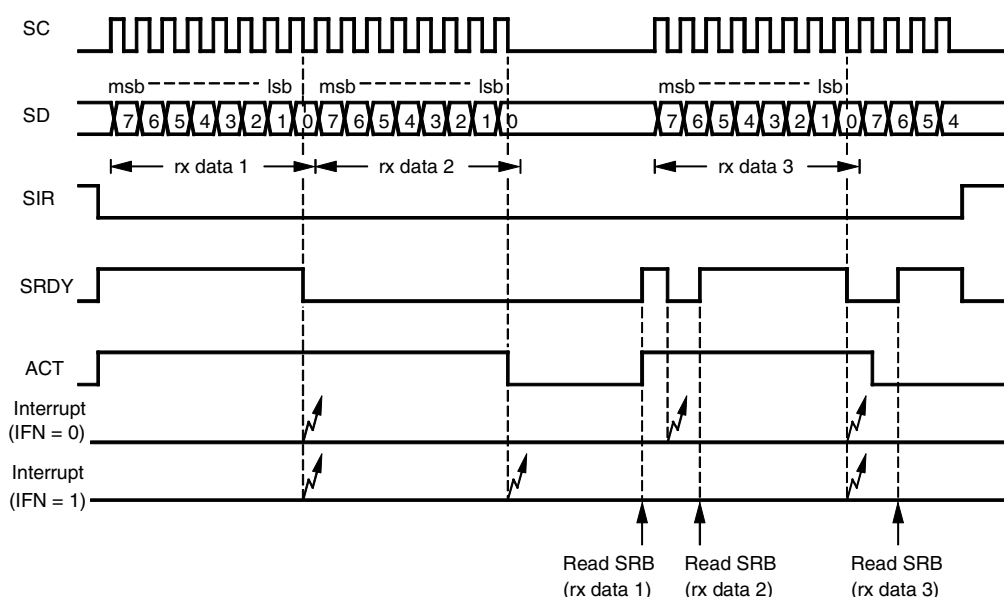 SC
msb lsb msb lsb msb lsb
SD 7 6 5 4 3 2 1 0 7 6 5 4 3 2 1 0 7 6 5 4 3 2 1 0 7 6 5 4
rx data 1 rx data 2 rx data 3
SIR
SRDY
ACT
Interrupt
(IFN = 0)
Interrupt
(IFN = 1)
Read SRB Read SRB Read SRB
(rx data 1) (rx data 2) (rx data 3)